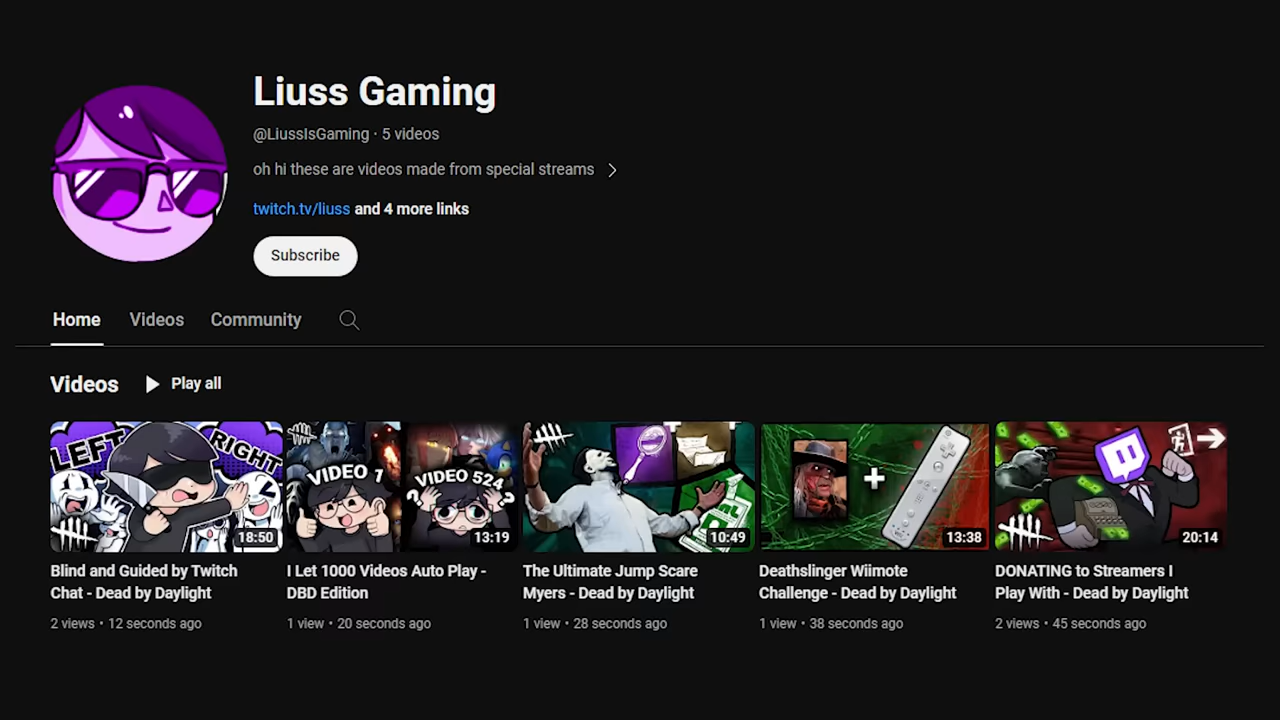 Liuss Gaming
@LiussIsGaming · 5 videos
oh hi these are videos made from special streams
twitch.tv/liuss and 4 more links
Subscribe
Home Videos Community
Videos Play all
LEFT RIGHT
18:50
VIDEO 1 VIDEO 524
? ?
13:19
10:49
13:38
20:14
Blind and Guided by Twitch
Chat - Dead by Daylight
2 views • 12 seconds ago
I Let 1000 Videos Auto Play -
DBD Edition
1 view • 20 seconds ago
The Ultimate Jump Scare
Myers - Dead by Daylight
1 view • 28 seconds ago
Deathslinger Wiimote
Challenge - Dead by Daylight
1 view • 38 seconds ago
DONATING to Streamers I
Play With - Dead by Daylight
2 views • 45 seconds ago